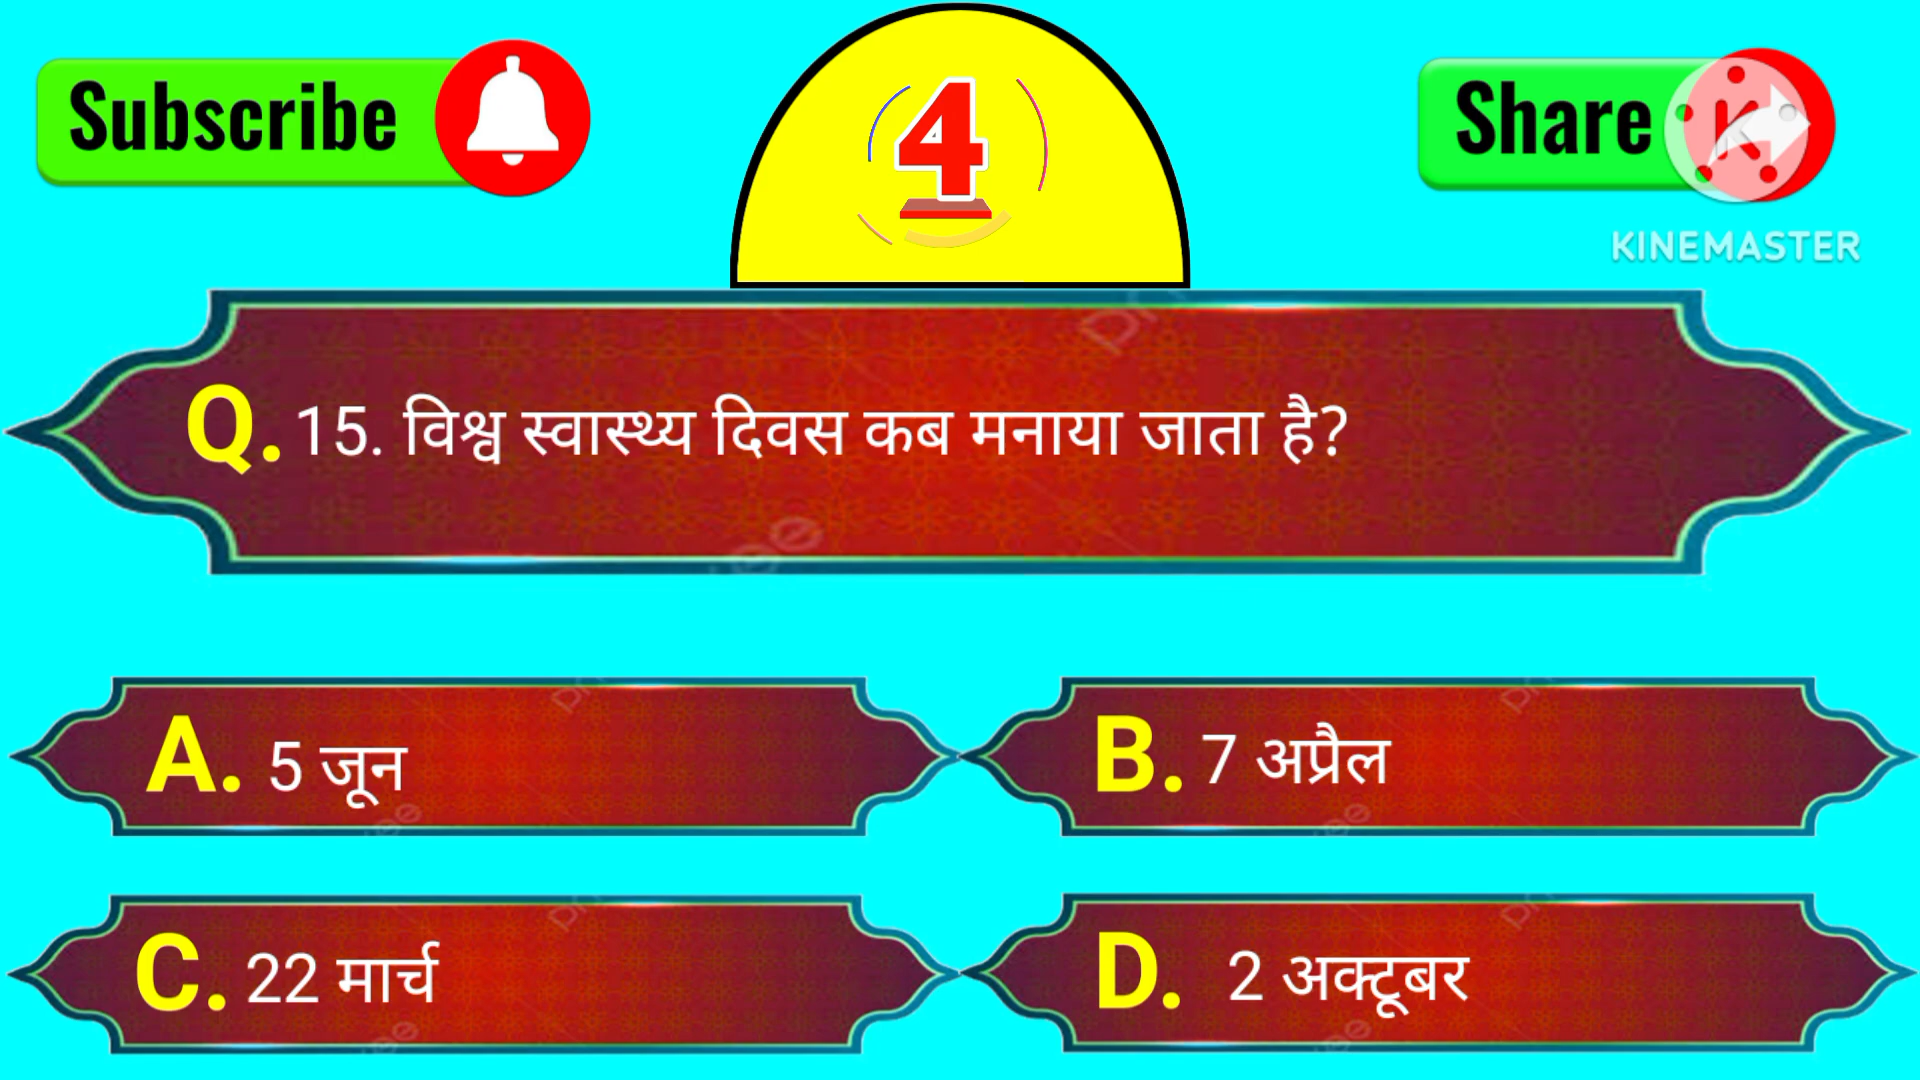 Subscribe
4
Share
KINEMASTER
Q. 15. विश्व स्वास्थ्य दिवस कब मनाया जाता है?
A. 5 जून
B. 7 अप्रैल
C. 22 मार्च
D. 2 अक्टूबर